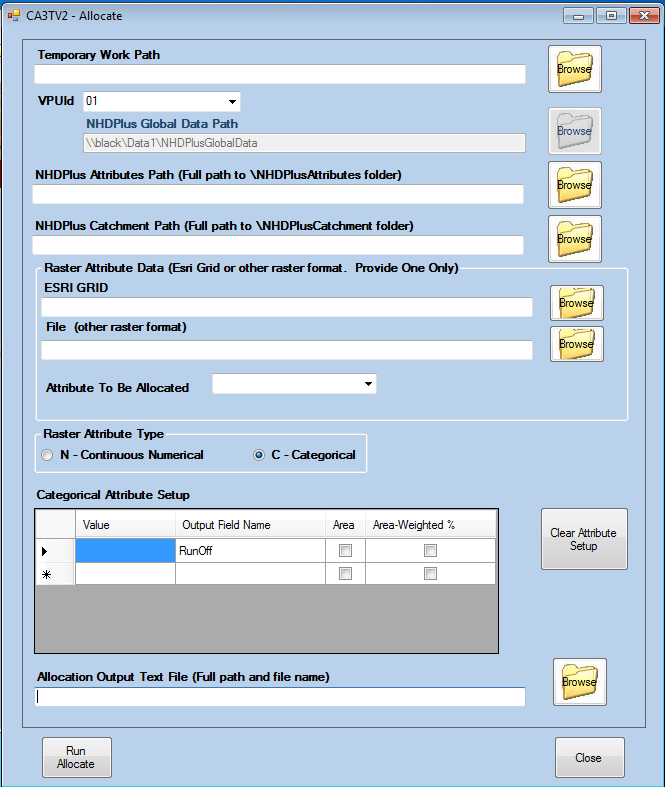 CA3TV2 - Allocate
Temporary Work Path
Browse
VPUId 01
NHDPlus Global Data Path
\\black\Data1\NHDPlusGlobalData
Browse
NHDPlus Attributes Path (Full path to \NHDPlusAttributes folder)
Browse
NHDPlus Catchment Path (Full path to \NHDPlusCatchment folder)
Browse
Raster Attribute Data (Esri Grid or other raster format. Provide One Only)
ESRI GRID
Browse
File (other raster format)
Browse
Attribute To Be Allocated
Raster Attribute Type
N - Continuous Numerical C - Categorical
Categorical Attribute Setup
Value Output Field Name Area Area-Weighted %
RunOff
Clear Attribute
Setup
Allocation Output Text File (Full path and file name)
Browse
Run
Allocate
Close